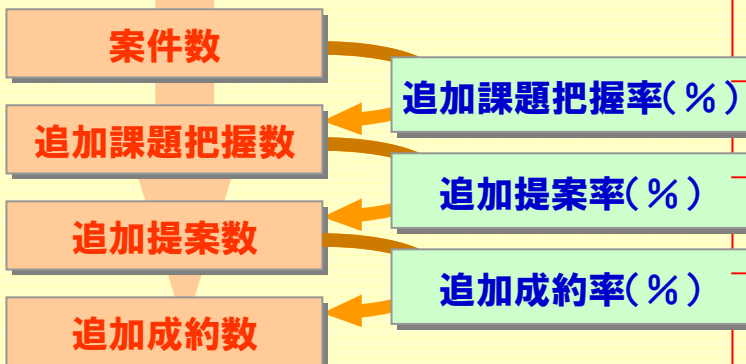 案件数
追加課題把握率(％)
追加課題把握数
追加提案率(％)
追加提案数
追加成約率(％)
追加成約数